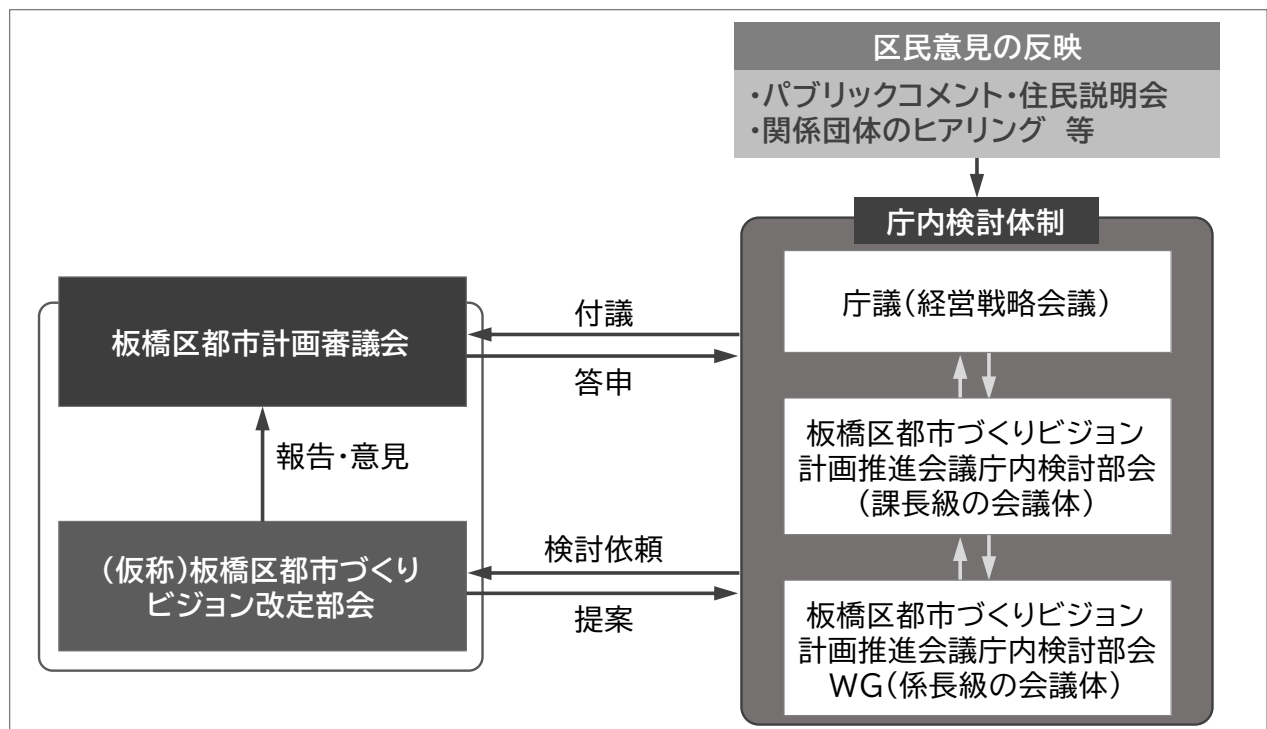 区民意見の反映
・パブリックコメント・住民説明会
・関係団体のヒアリング 等
庁内検討体制
庁議(経営戦略会議)
板橋区都市づくりビジョン
計画推進会議庁内検討部会
(課長級の会議体)
板橋区都市づくりビジョン
計画推進会議庁内検討部会
WG(係長級の会議体)
板橋区都市計画審議会
付議
答申
報告・意見
(仮称)板橋区都市づくり
ビジョン改定部会
検討依頼
提案